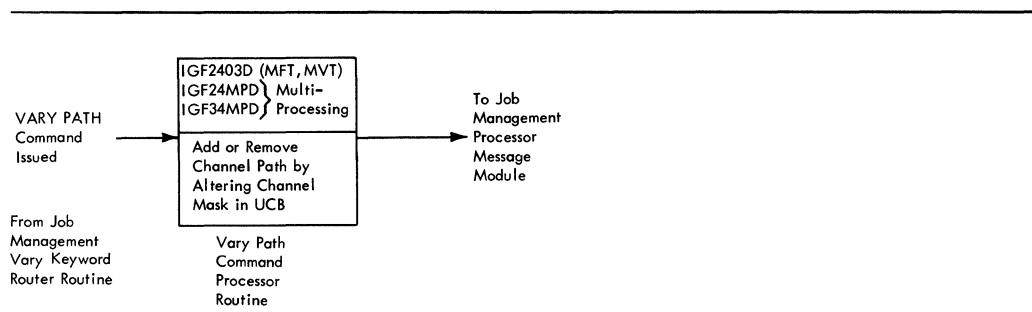 VARY PATH
Command
Issued
From Job
Management
Vary Keyword
Router Routine
IGF2403D (MFT, MVT)
IGF24MPD } Multi-
IGF34MPD } Processing
Add or Remove
Channel Path by
Altering Channel
Mask in UCB
Vary Path
Command
Processor
Routine
To Job
Management
Processor
Message
Module